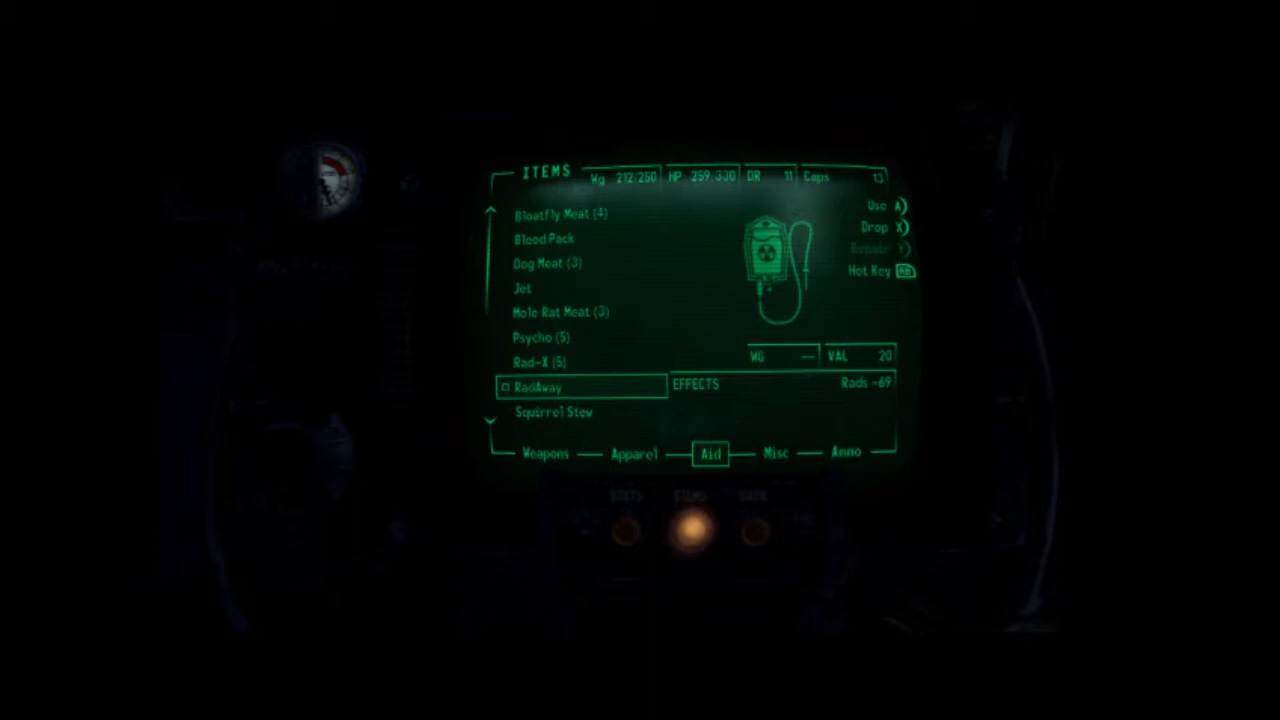 ITEMS Wg 212/250 HP 259/330 DR 11 Caps 13
Bloatfly Meat (4)
Blood Pack
Dog Meat (3)
Jet
Mole Rat Meat (3)
Psycho (5)
Rad-X (5)
RadAway
Squirrel Stew
Use A)
Drop X)
Repair Y)
Hot Key RB
WG -- VAL 20
EFFECTS Rads -69
Weapons Apparel Aid Misc Ammo
STATS ITEMS DATA